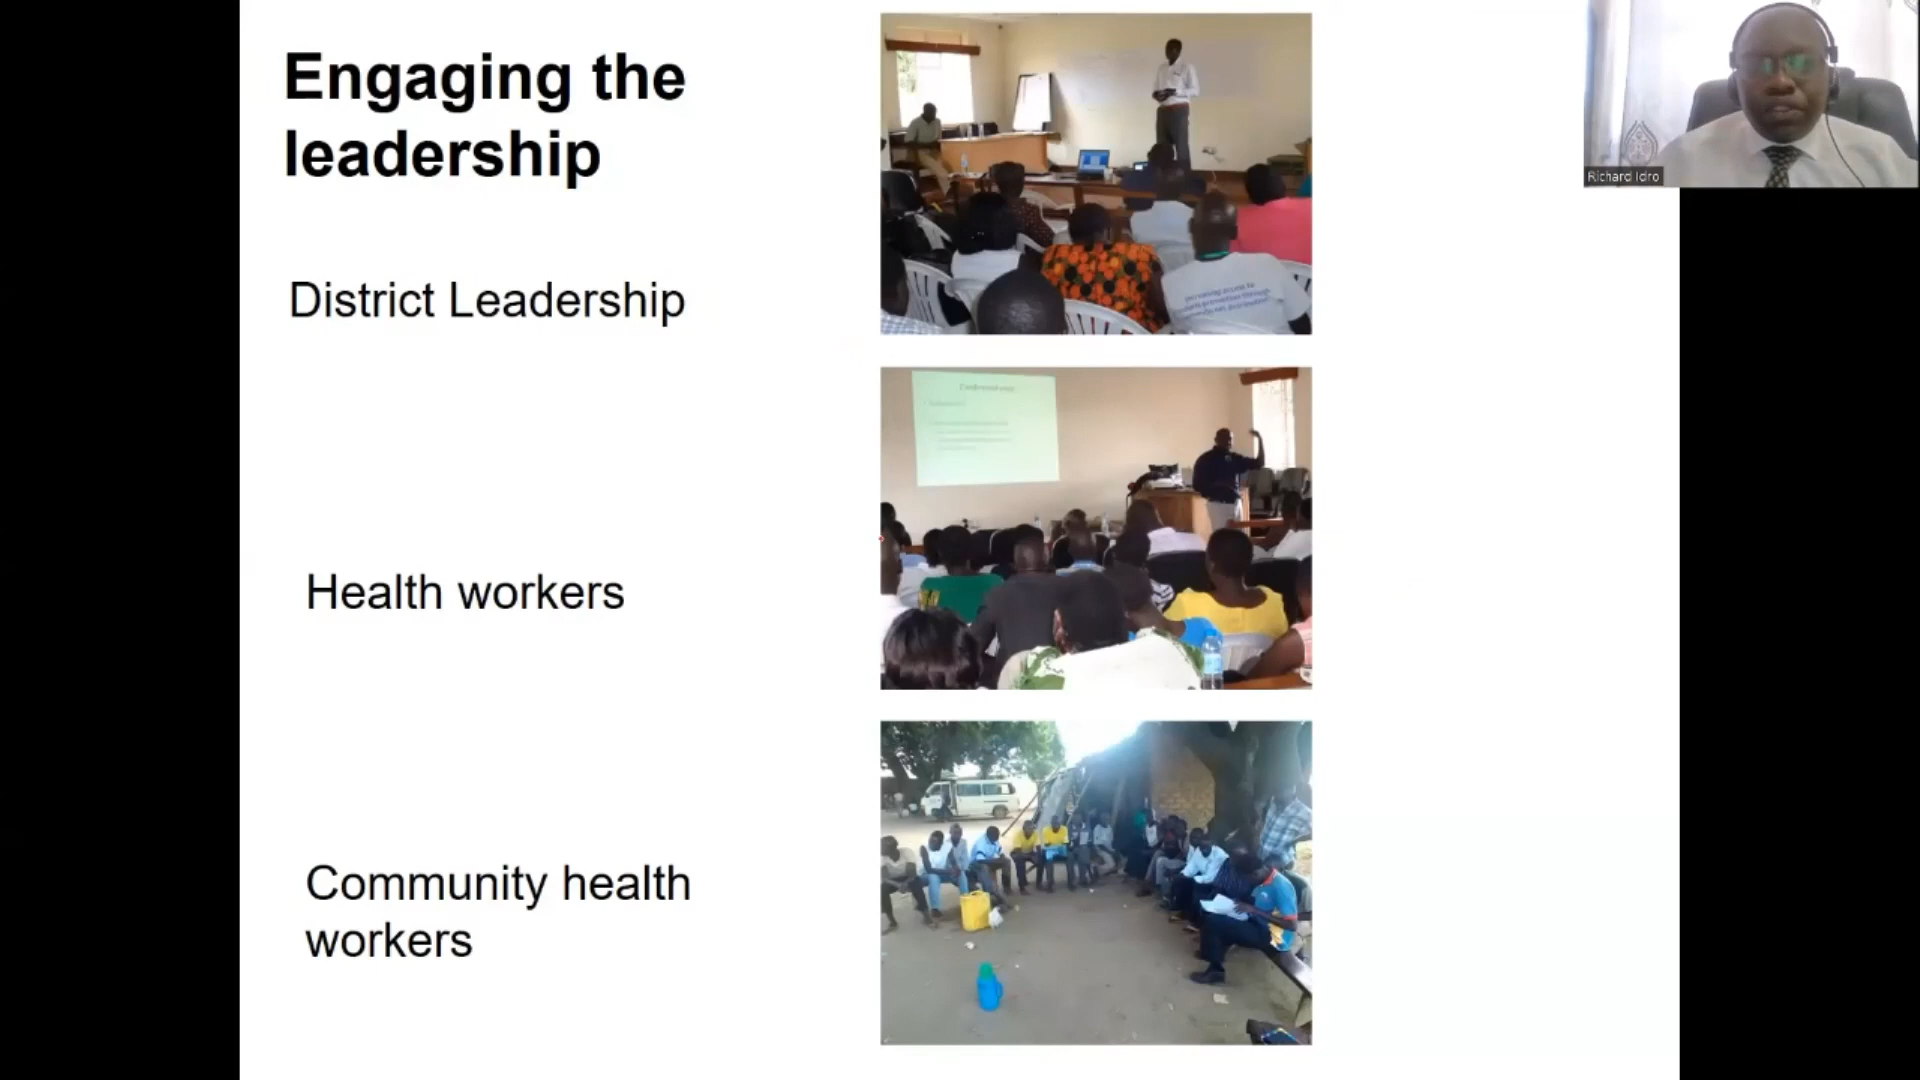 Engaging the
leadership
District Leadership
Health workers
Community health
workers
Richard Idro